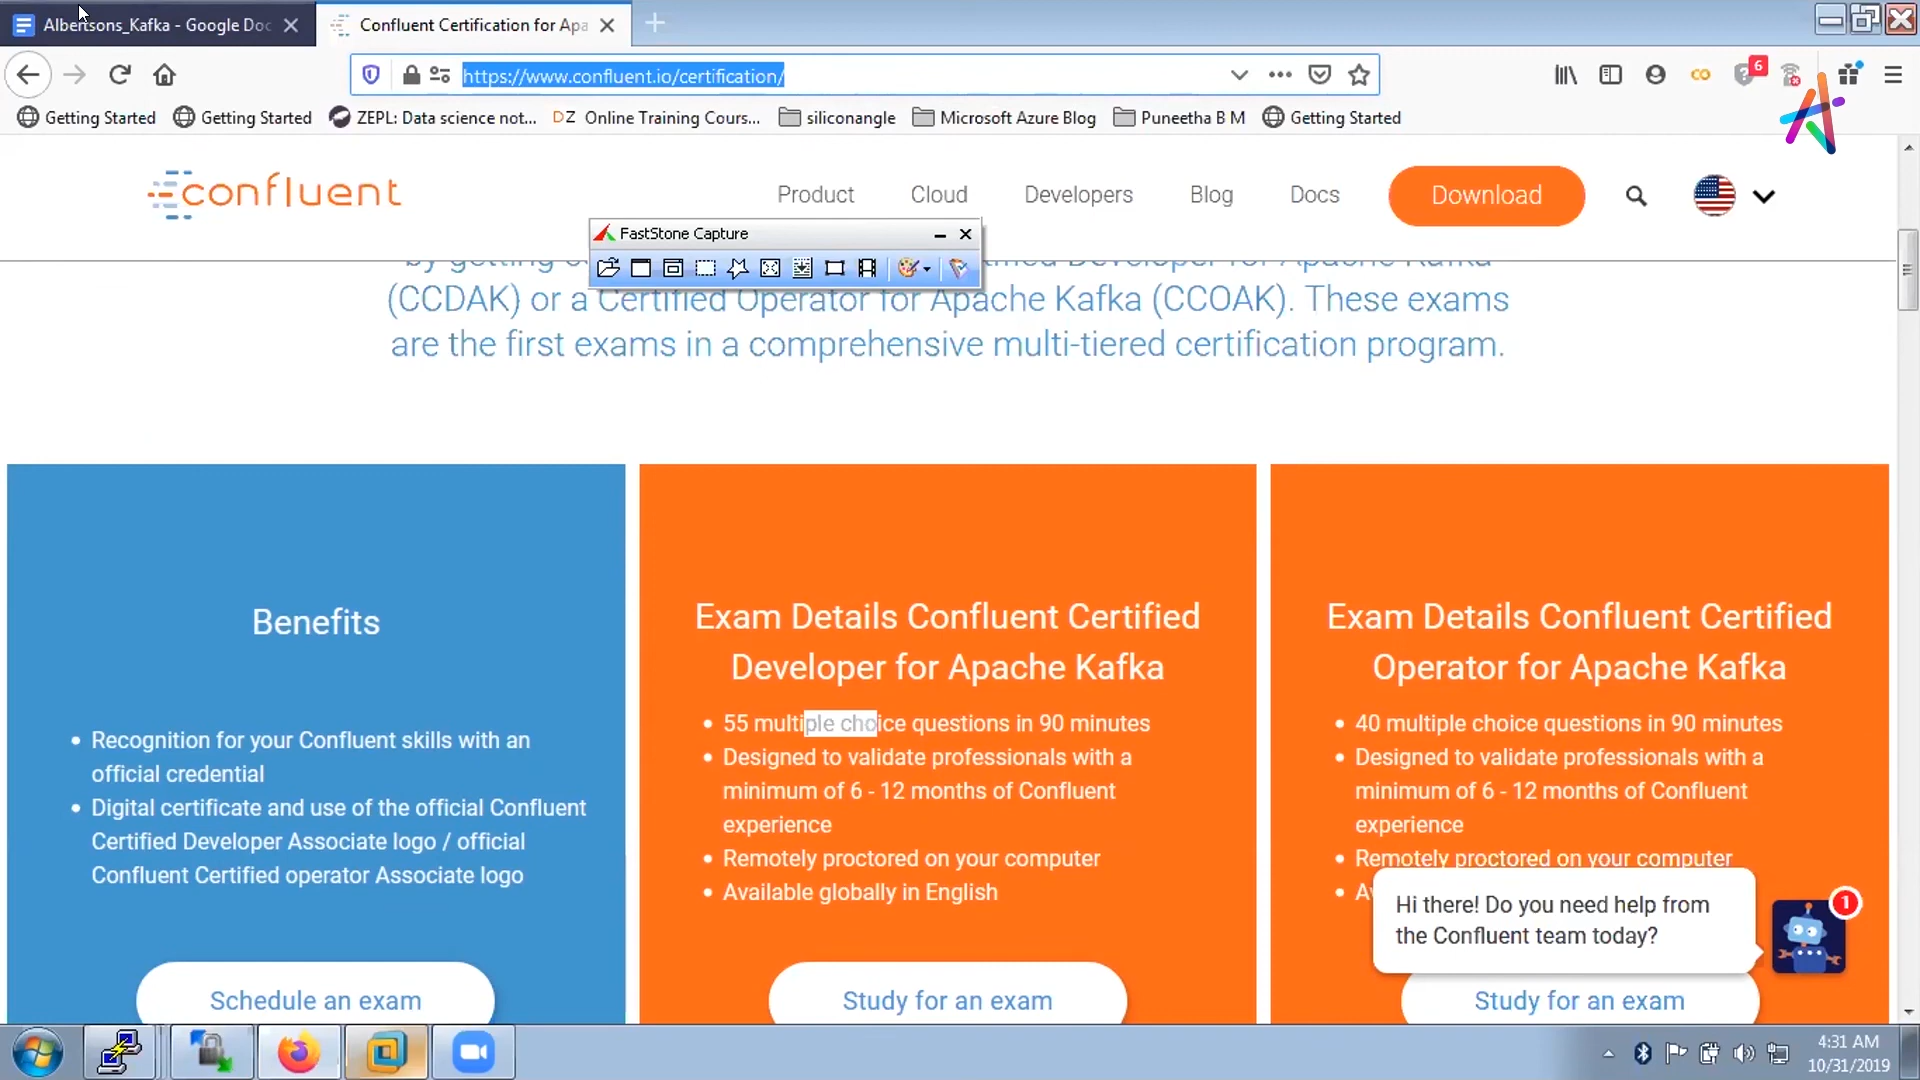 Albertsons_Kafka - Google Doc
Confluent Certification for Apa
https://www.confluent.io/certification/
6
Getting Started
Getting Started
ZEPL: Data science not...
DZ Online Training Cours...
siliconangle
Microsoft Azure Blog
Puneetha B M
Getting Started
confluent
Product
Cloud
Developers
Blog
Docs
Download
FastStone Capture
by getting
Developer for Apache Kafka
(CCDAK) or a Certified Operator for Apache Kafka (CCOAK). These exams
are the first exams in a comprehensive multi-tiered certification program.
Benefits
• Recognition for your Confluent skills with an
official credential
• Digital certificate and use of the official Confluent
Certified Developer Associate logo / official
Confluent Certified operator Associate logo
Schedule an exam
Exam Details Confluent Certified
Developer for Apache Kafka
• 55 multiple choice questions in 90 minutes
• Designed to validate professionals with a
minimum of 6 - 12 months of Confluent
experience
• Remotely proctored on your computer
• Available globally in English
Study for an exam
Exam Details Confluent Certified
Operator for Apache Kafka
• 40 multiple choice questions in 90 minutes
• Designed to validate professionals with a
minimum of 6 - 12 months of Confluent
experience
• Remotely proctored on your computer
Hi there! Do you need help from
the Confluent team today?
1
Study for an exam
4:31 AM
10/31/2019